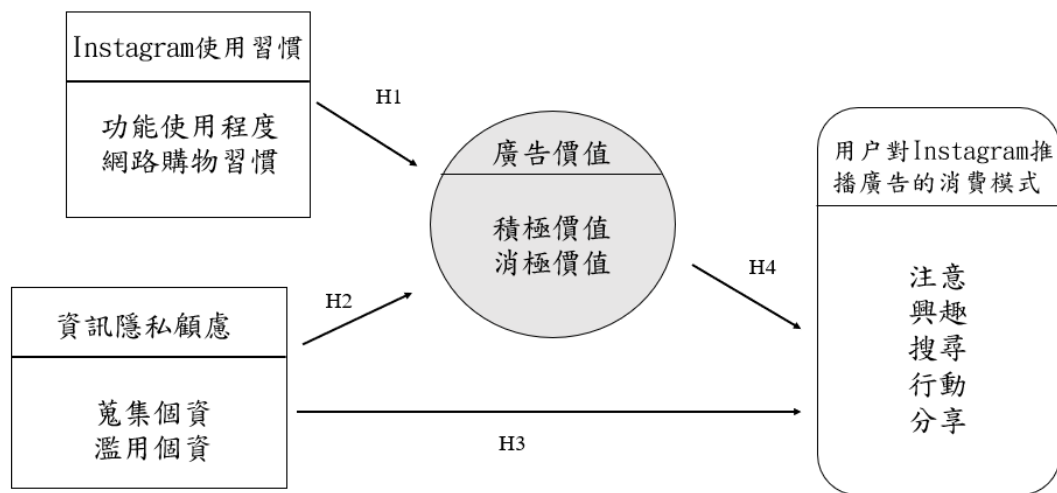 Instagram使用習慣
功能使用程度
網路購物習慣
H1
廣告價值
積極價值
消極價值
資訊隱私顧慮
蒐集個資
濫用個資
H2
H3
H4
用户對Instagram推
播廣告的消費模式
注意
興趣
搜尋
行動
分享